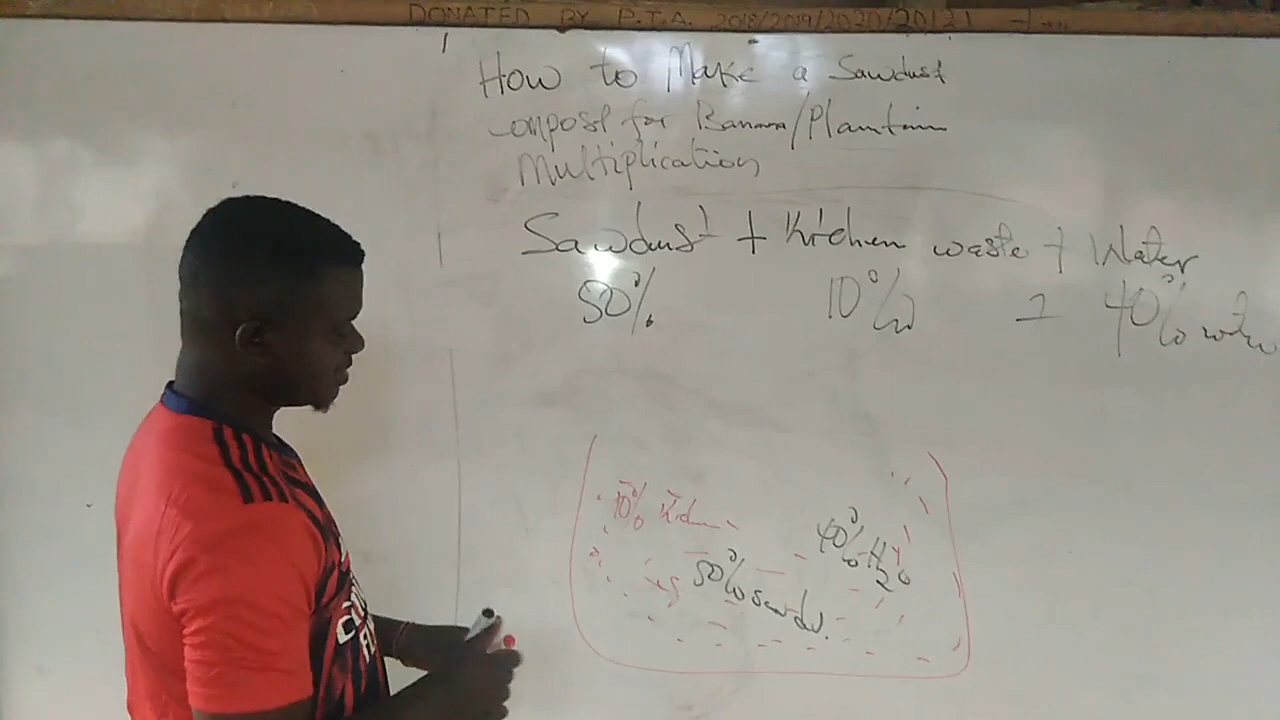 DONATED BY P.T.A. 2018/2019/2020/2021
How to Make a Sawdust
compost for Banana/Plantain
Multiplication
Sawdust + Kitchen waste + Water
50% 10% 40% water
10% Kitchen
40% H2O
50% sawdu.